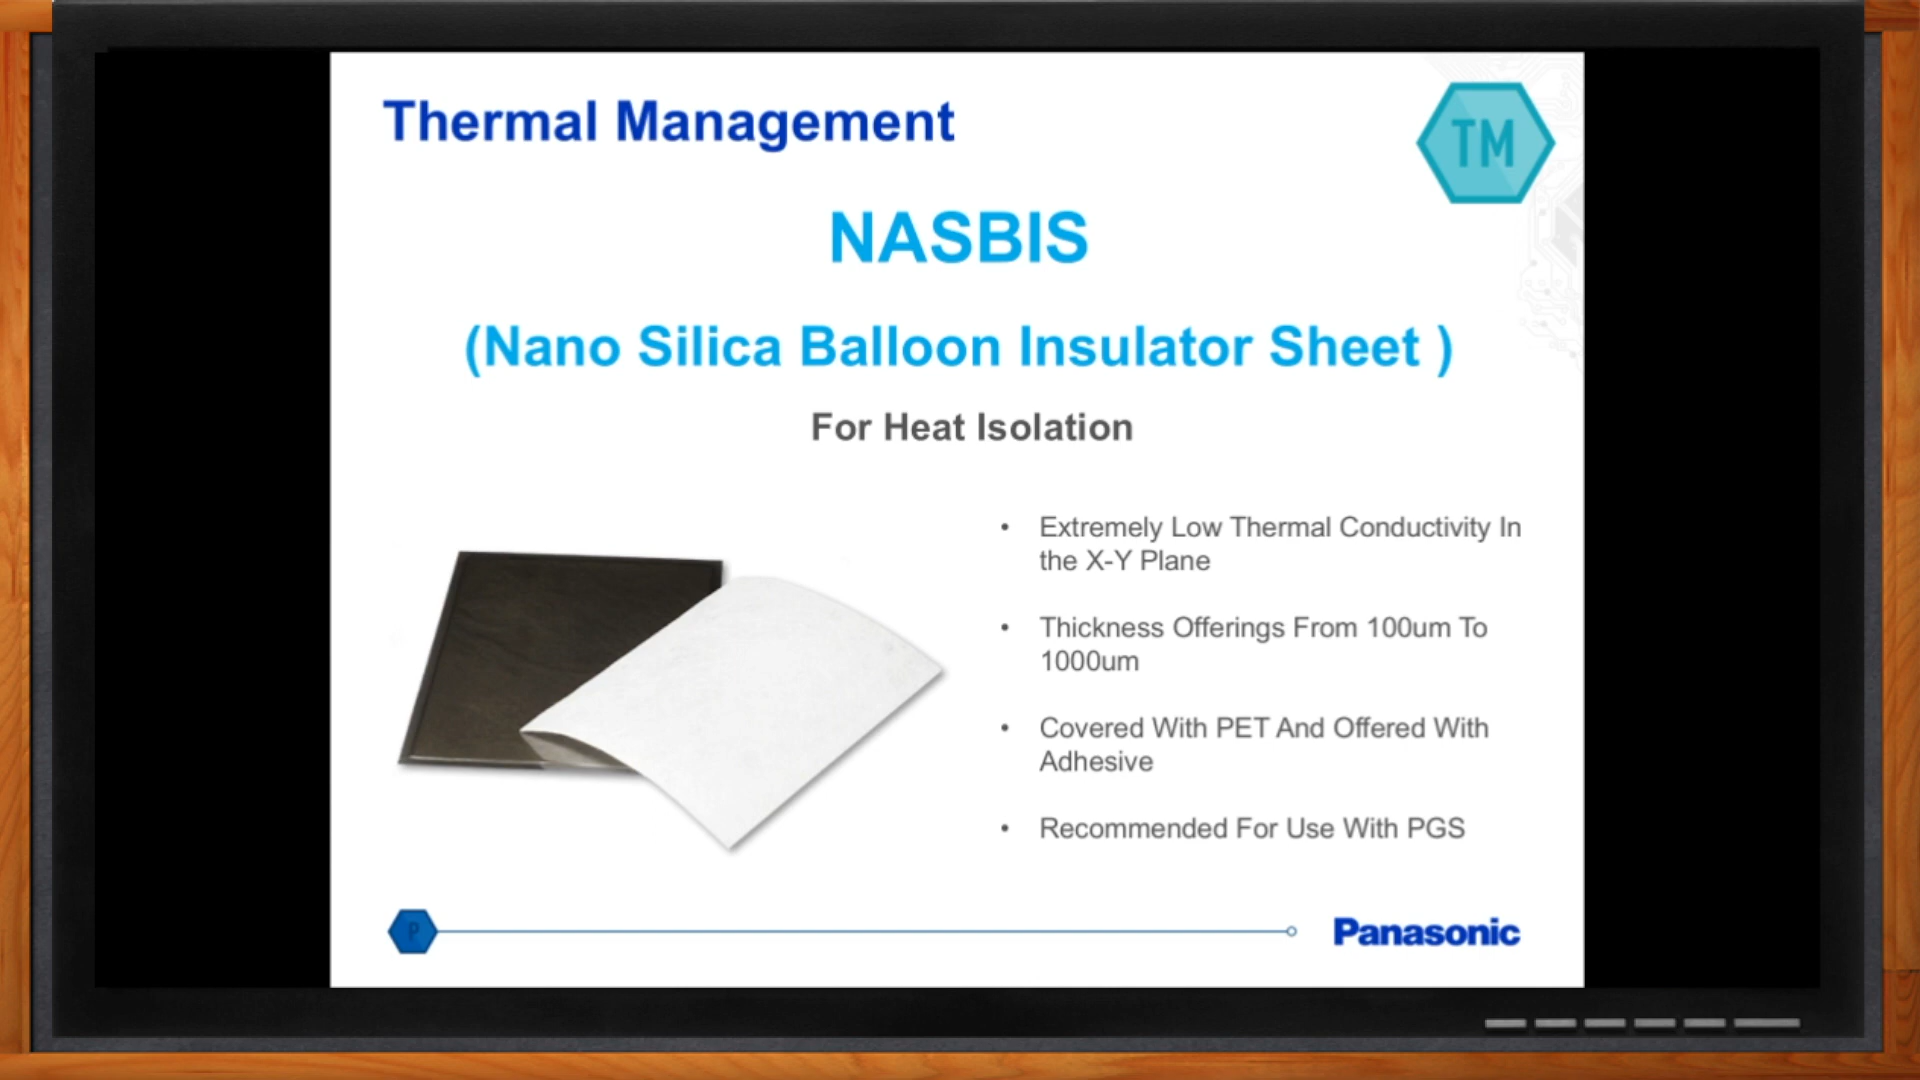 Thermal Management
TM
NASBIS
(Nano Silica Balloon Insulator Sheet )
For Heat Isolation
• Extremely Low Thermal Conductivity In
the X-Y Plane
• Thickness Offerings From 100um To
1000um
• Covered With PET And Offered With
Adhesive
• Recommended For Use With PGS
P
Panasonic